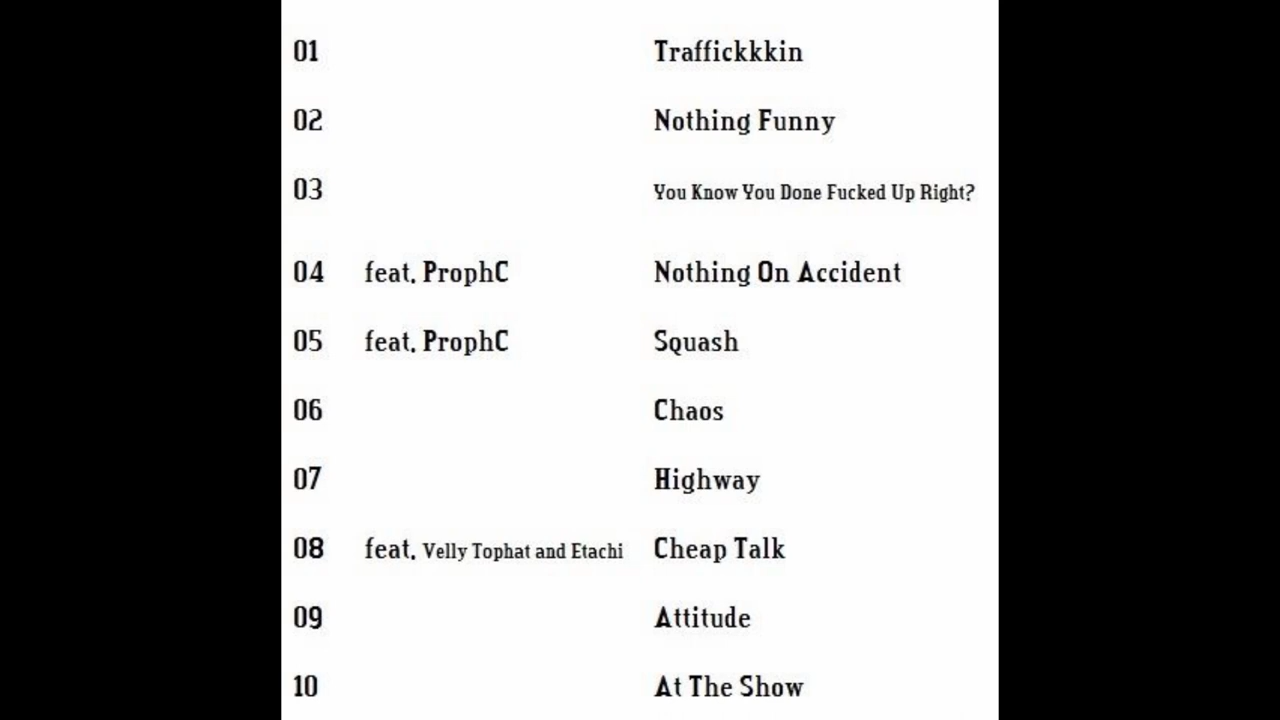 01 Traffickkkin
02 Nothing Funny
03 You Know You Done Fucked Up Right?
04 feat. ProphC Nothing On Accident
05 feat. ProphC Squash
06 Chaos
07 Highway
08 feat. Velly Tophat and Etachi Cheap Talk
09 Attitude
10 At The Show